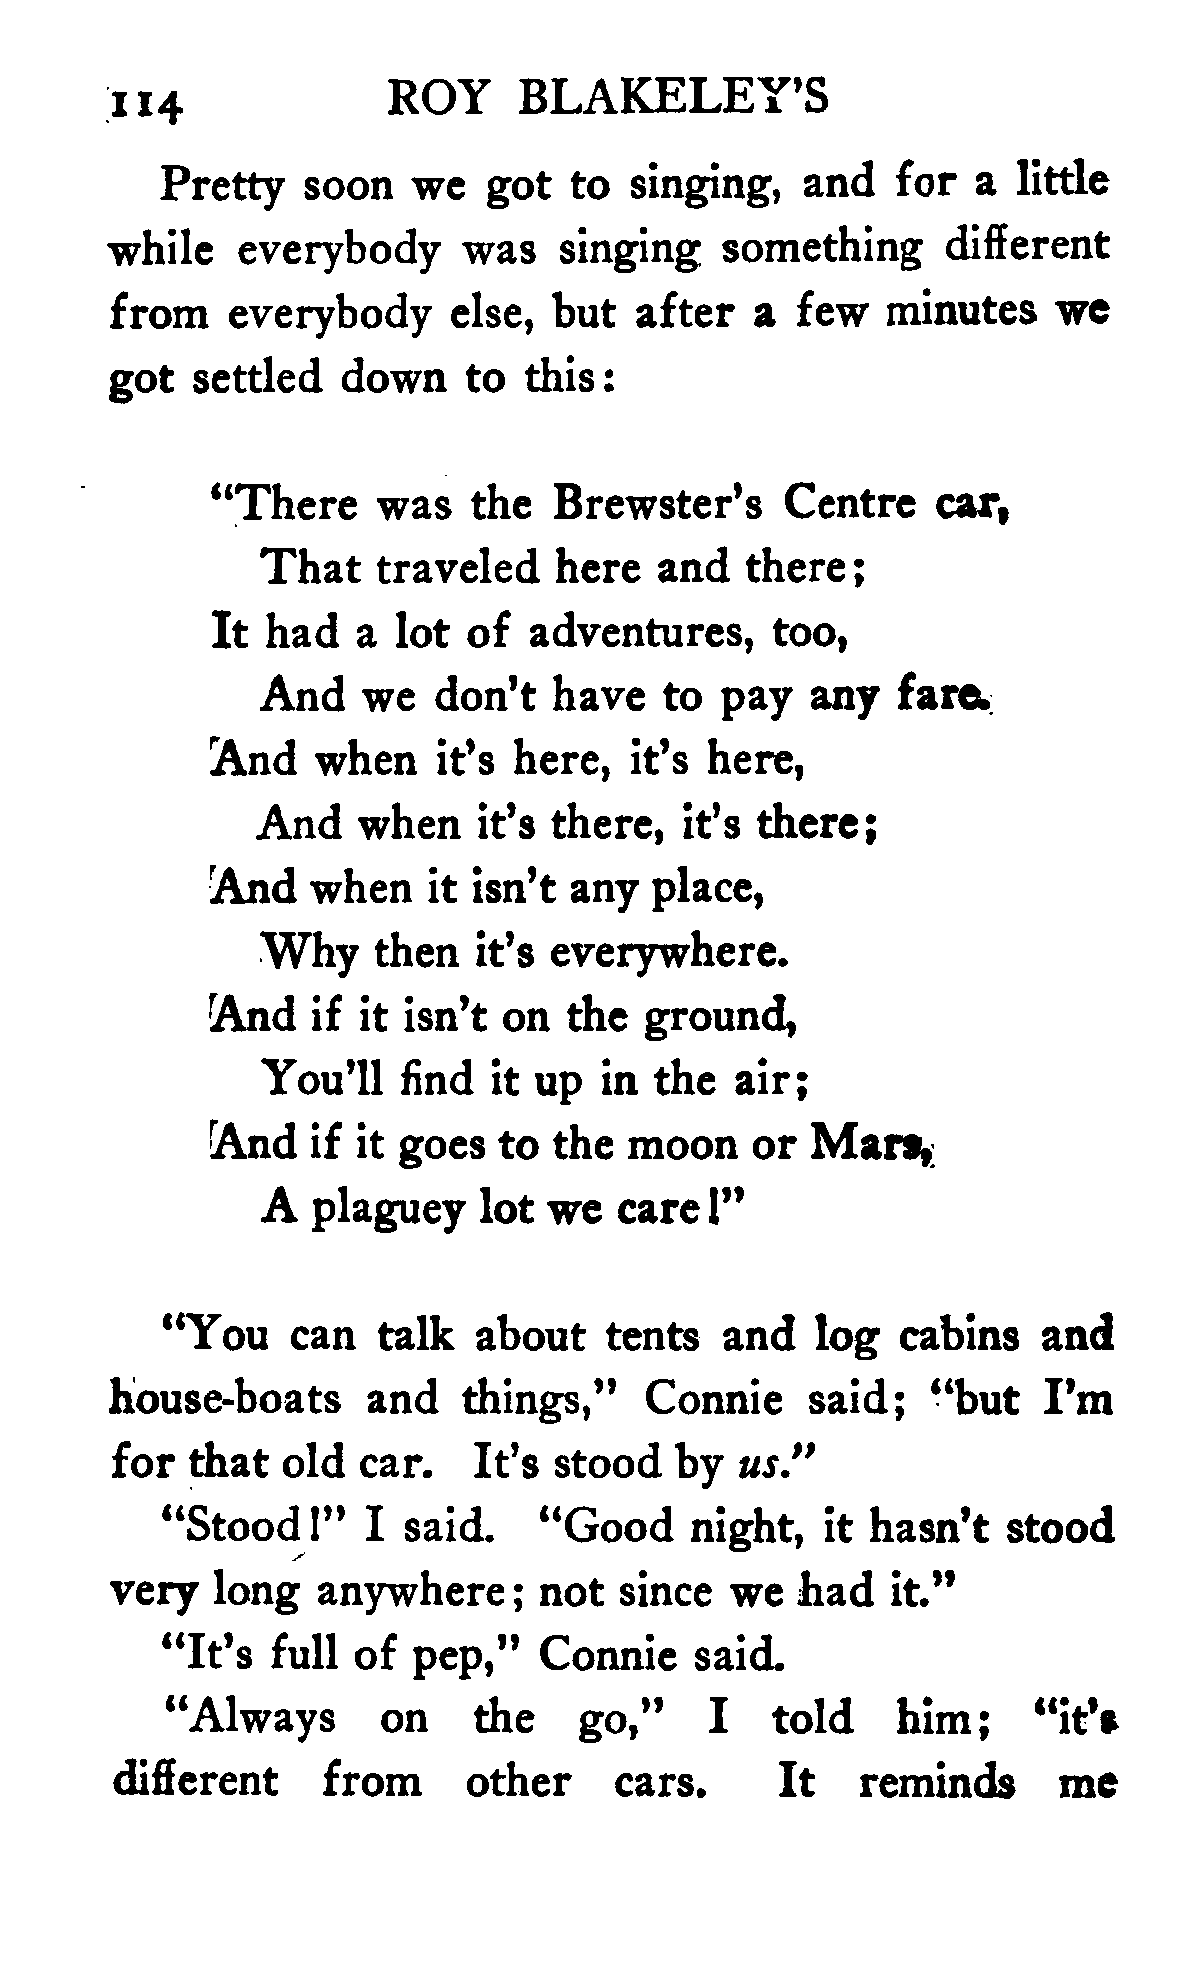 114 ROY BLAKELEY'S
Pretty soon we got to singing, and for a little
while everybody was singing something different
from everybody else, but after a few minutes we
got settled down to this:
"There was the Brewster's Centre car,
That traveled here and there;
It had a lot of adventures, too,
And we don't have to pay any fare.
And when it's here, it's here,
And when it's there, it's there;
And when it isn't any place,
Why then it's everywhere.
And if it isn't on the ground,
You'll find it up in the air;
And if it goes to the moon or Mars,
A plaguey lot we care!"
"You can talk about tents and log cabins and
house-boats and things," Connie said; "but I'm
for that old car. It's stood by us."
"Stood!" I said. "Good night, it hasn't stood
very long anywhere; not since we had it."
"It's full of pep," Connie said.
"Always on the go," I told him; "it's
different from other cars. It reminds me